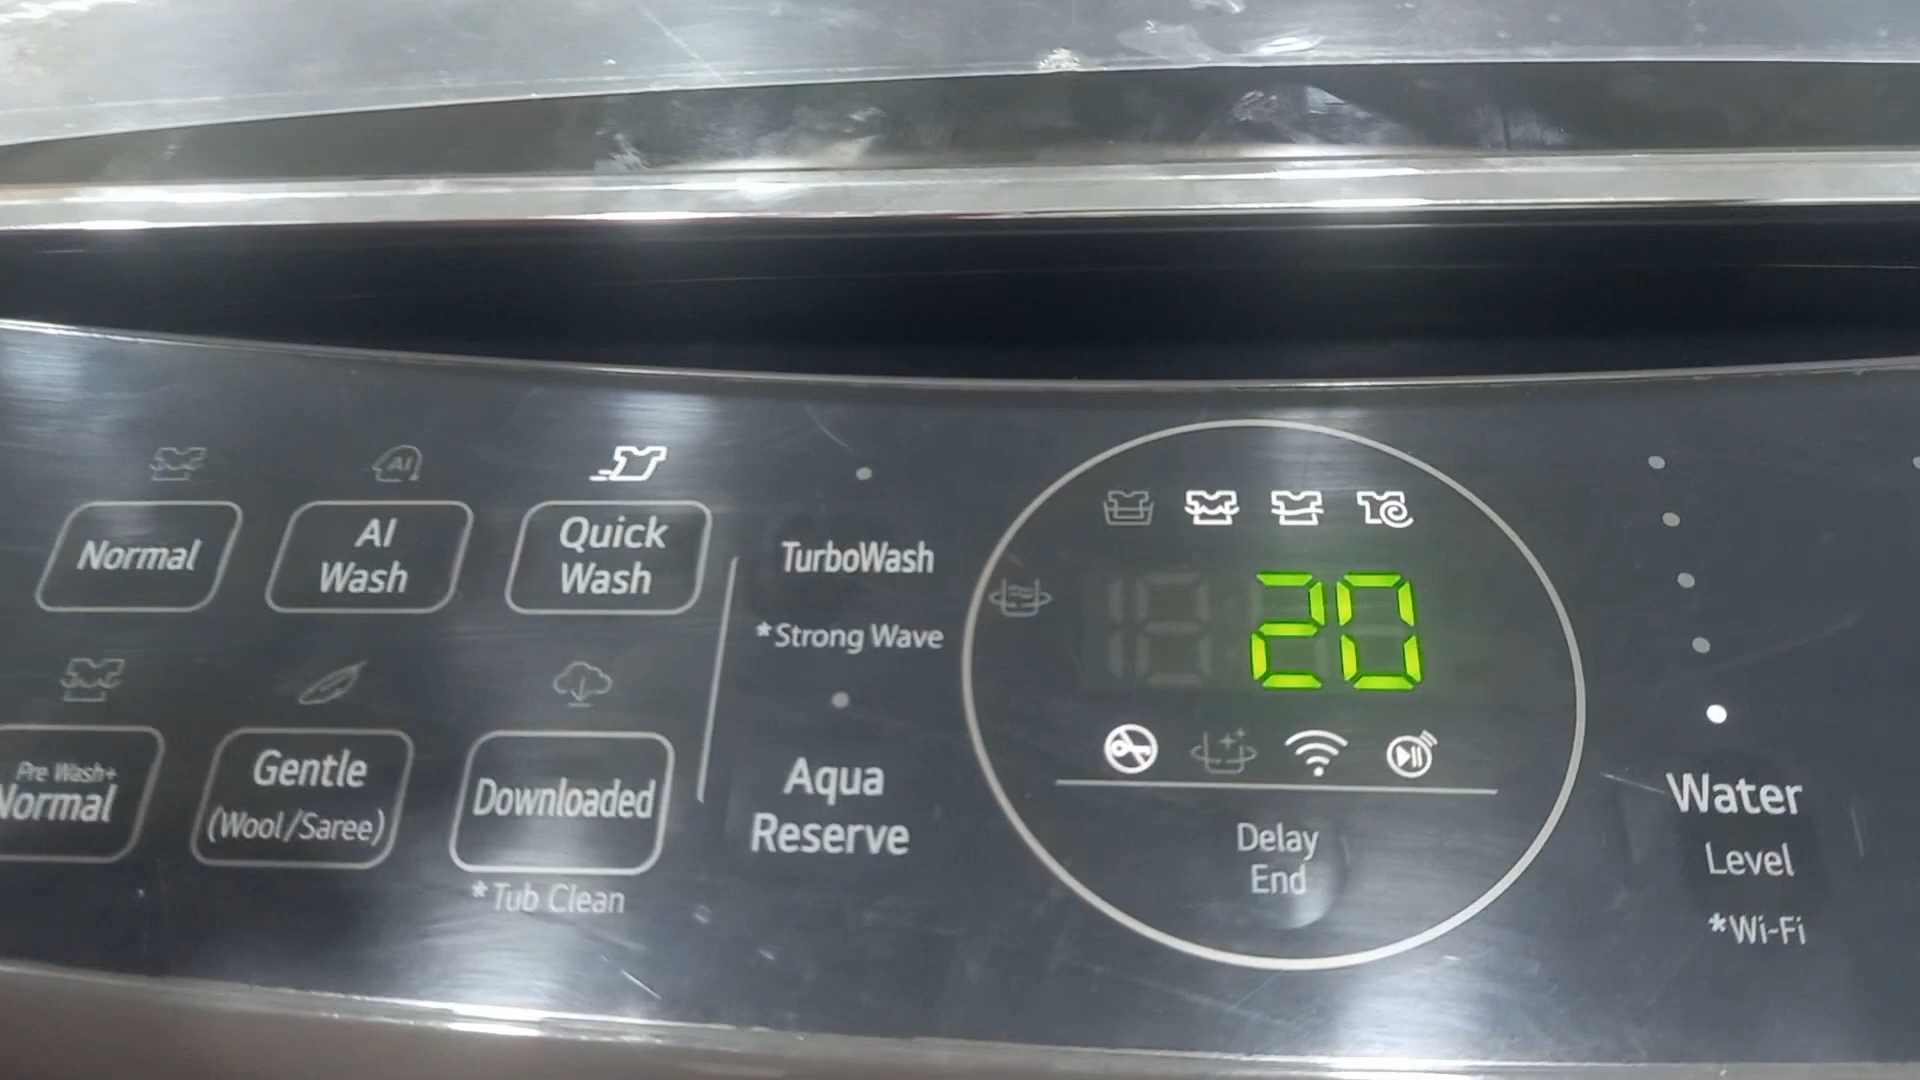 AI
Normal
AI
Wash
Quick
Wash
TurboWash
*Strong Wave
20
Pre Wash+
Normal
Gentle
(Wool/Saree)
Downloaded
*Tub Clean
Aqua
Reserve
Delay
End
Water
Level
*Wi-Fi